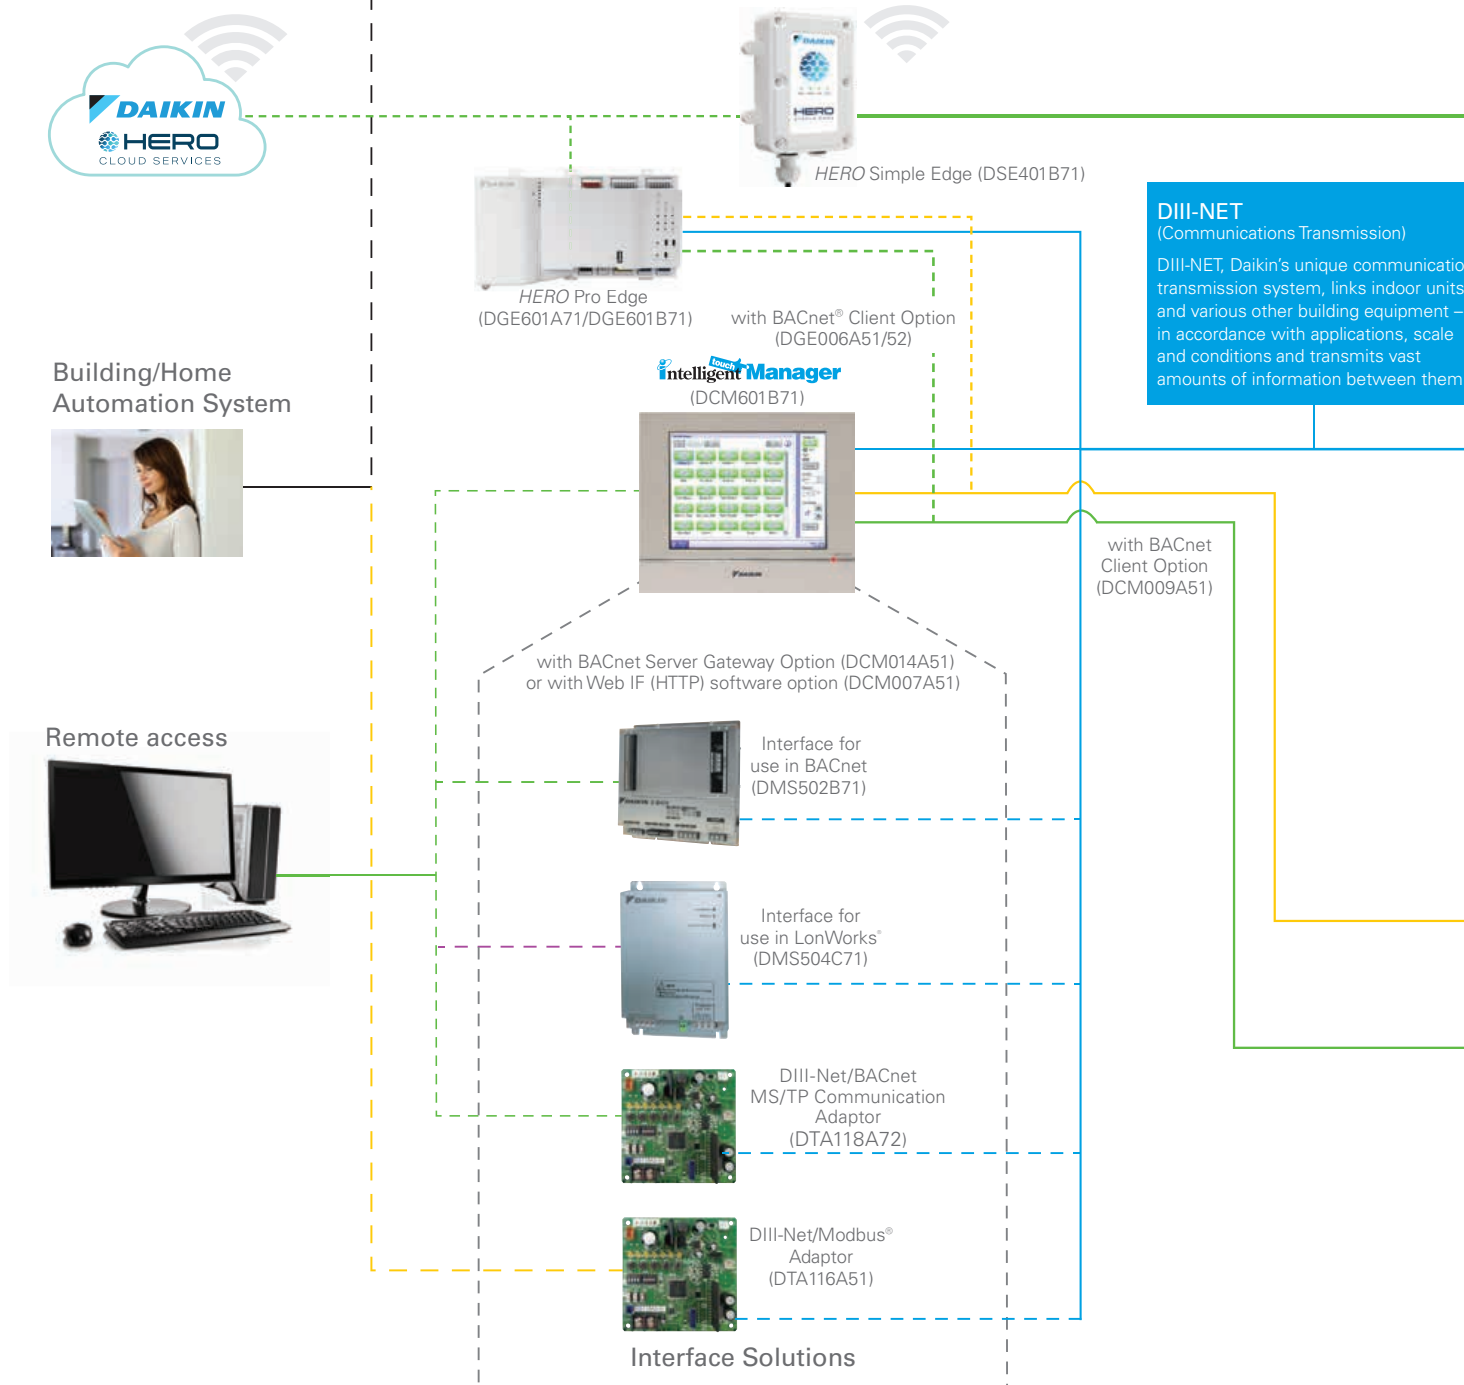 DAIKIN
HERO
CLOUD SERVICES
DAIKIN
HERO
HERO Simple Edge (DSE401B71)
HERO Pro Edge
(DGE601A71/DGE601B71)
with BACnet® Client Option
(DGE006A51/52)
DIII-NET
(Communications Transmission)
DIII-NET, Daikin's unique communicatio
transmission system, links indoor units
and various other building equipment –
in accordance with applications, scale
and conditions and transmits vast
amounts of information between them
touch
intelligent Manager
(DCM601B71)
Building/Home
Automation System
DAIKIN
with BACnet
Client Option
(DCM009A51)
with BACnet Server Gateway Option (DCM014A51)
or with Web IF (HTTP) software option (DCM007A51)
Remote access
Interface for
use in BACnet
(DMS502B71)
DAIKIN
Interface for
use in LonWorks®
(DMS504C71)
DAIKIN
DIII-Net/BACnet
MS/TP Communication
Adaptor
(DTA118A72)
DIII-Net/Modbus®
Adaptor
(DTA116A51)
Interface Solutions